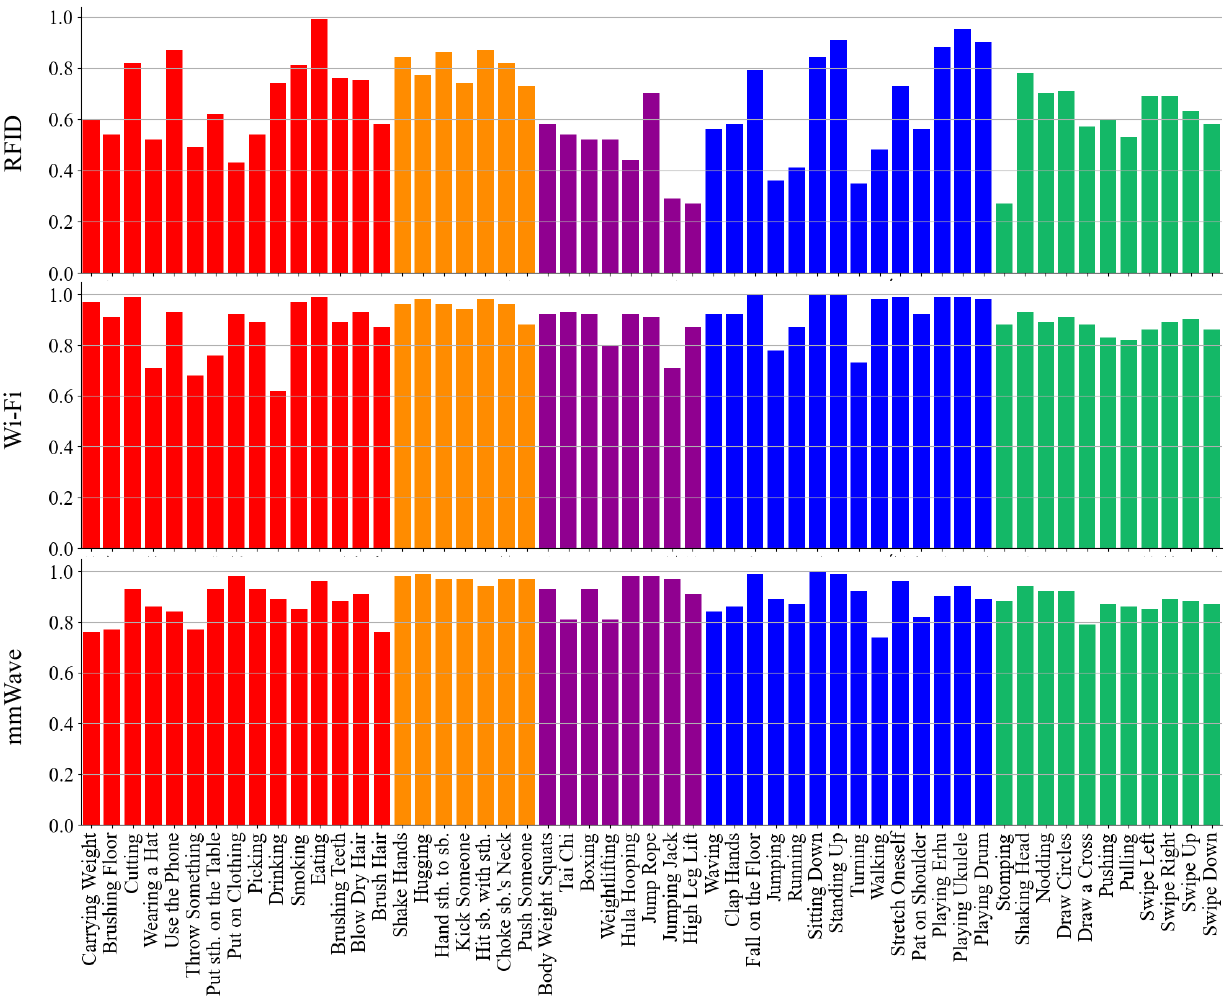 1.0
0.8
0.6
0.4
0.2
0.0
RFID
1.0
0.8
0.6
0.4
0.2
0.0
Wi-Fi
1.0
0.8
0.6
0.4
0.2
0.0
mmWave
Carrying Weight
Brushing Floor
Cutting
Wearing a Hat
Use the Phone
Throw Something
Put sth. on the Table
Put on Clothing
Picking
Drinking
Smoking
Eating
Brushing Teeth
Blow Dry Hair
Brush Hair
Shake Hands
Hugging
Hand sth. to sb.
Kick Someone
Hit sb. with sth.
Choke sb.'s Neck
Push Someone
Body Weight Squats
Tai Chi
Boxing
Weightlifting
Hula Hooping
Jump Rope
Jumping Jack
High Leg Lift
Waving
Clap Hands
Fall on the Floor
Jumping
Running
Sitting Down
Standing Up
Turning
Walking
Stretch Oneself
Pat on Shoulder
Playing Erhu
Playing Ukulele
Playing Drum
Stomping
Shaking Head
Nodding
Draw Circles
Draw a Cross
Pushing
Pulling
Swipe Left
Swipe Right
Swipe Up
Swipe Down